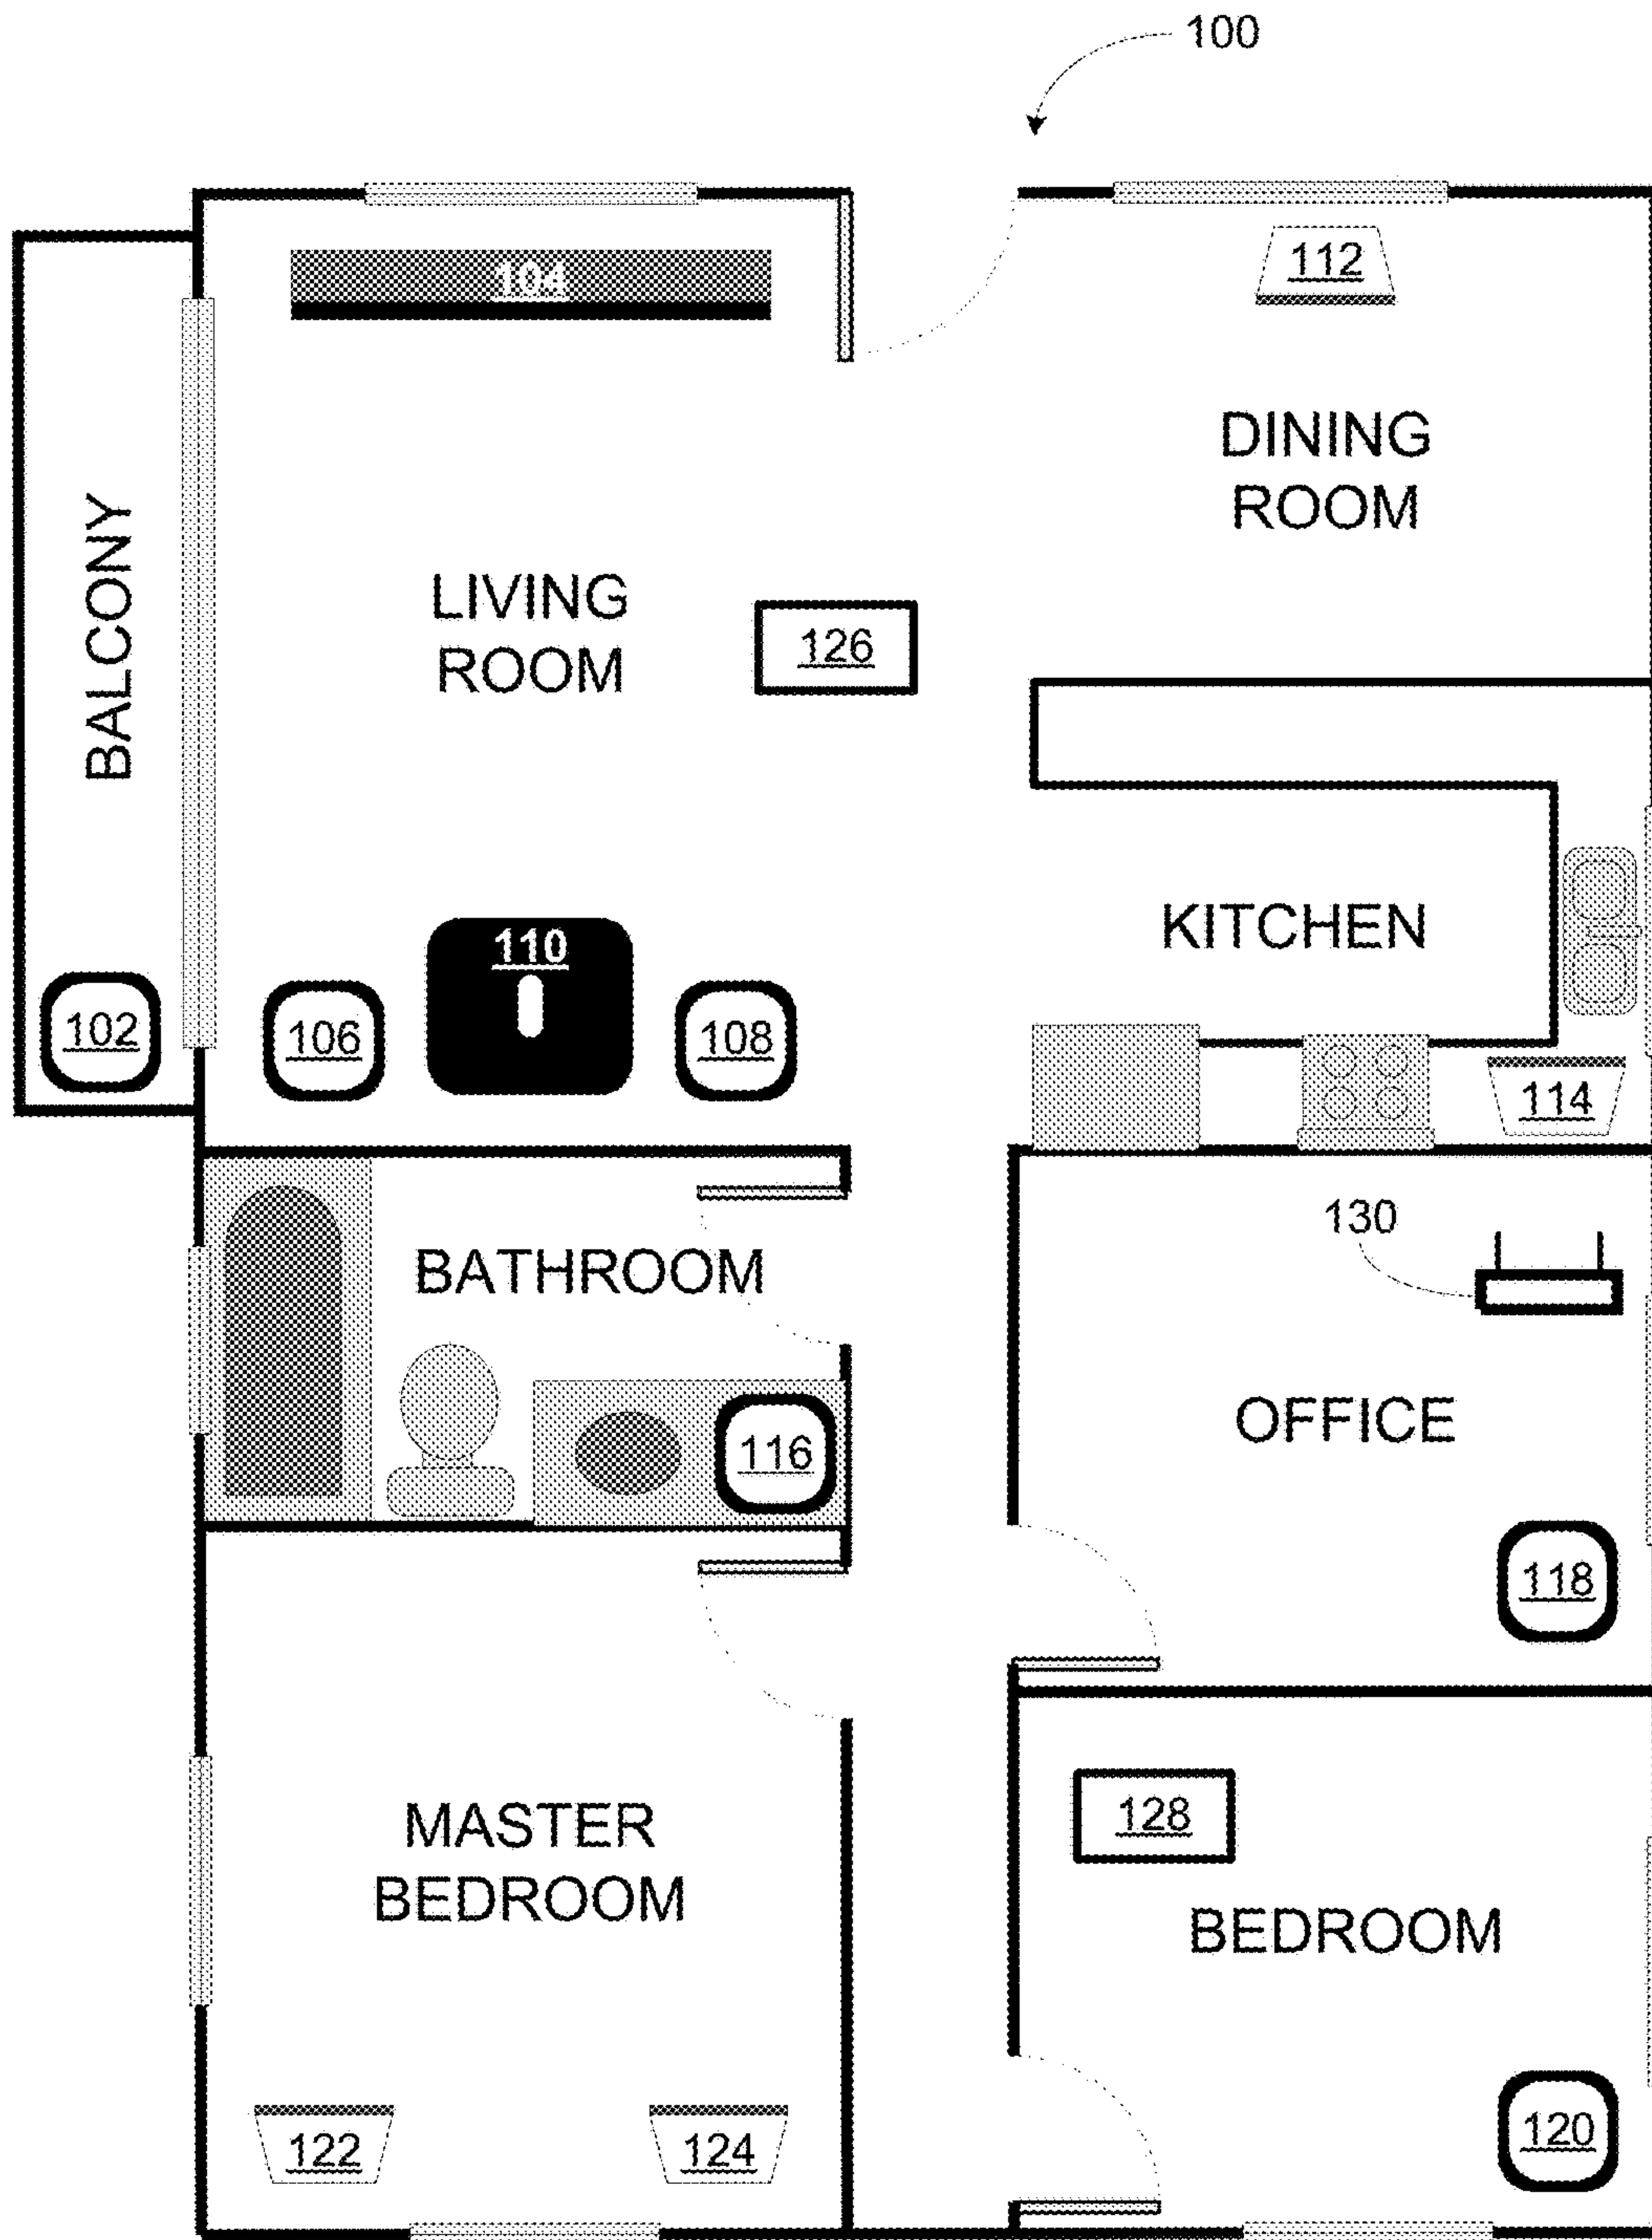 100
104
112
DINING
ROOM
BALCONY
LIVING
ROOM
126
KITCHEN
110
102
106
108
114
130
BATHROOM
OFFICE
116
118
128
MASTER
BEDROOM
BEDROOM
122
124
120